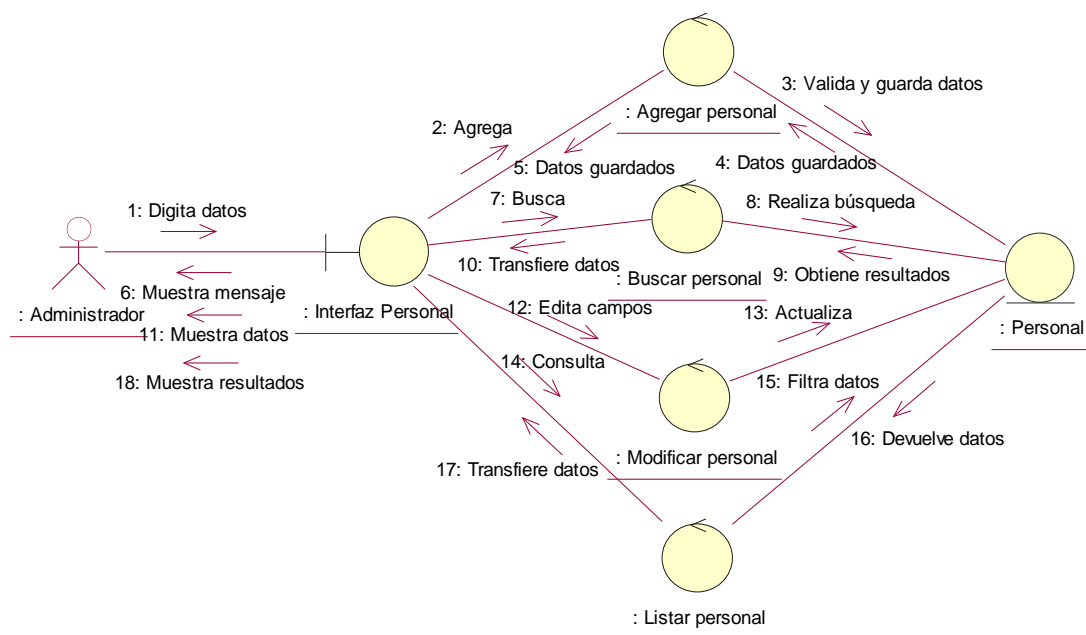 3: Valida y guarda datos
: Agregar personal
2: Agrega
5: Datos guardados
4: Datos guardados
7: Busca
8: Realiza búsqueda
1: Digita datos
10: Transfiere datos
: Buscar personal
9: Obtiene resultados
6: Muestra mensaje
: Administrador
: Interfaz Personal
12: Edita campos
13: Actualiza
: Personal
11: Muestra datos
14: Consulta
18: Muestra resultados
15: Filtra datos
16: Devuelve datos
17: Transfiere datos
: Modificar personal
: Listar personal